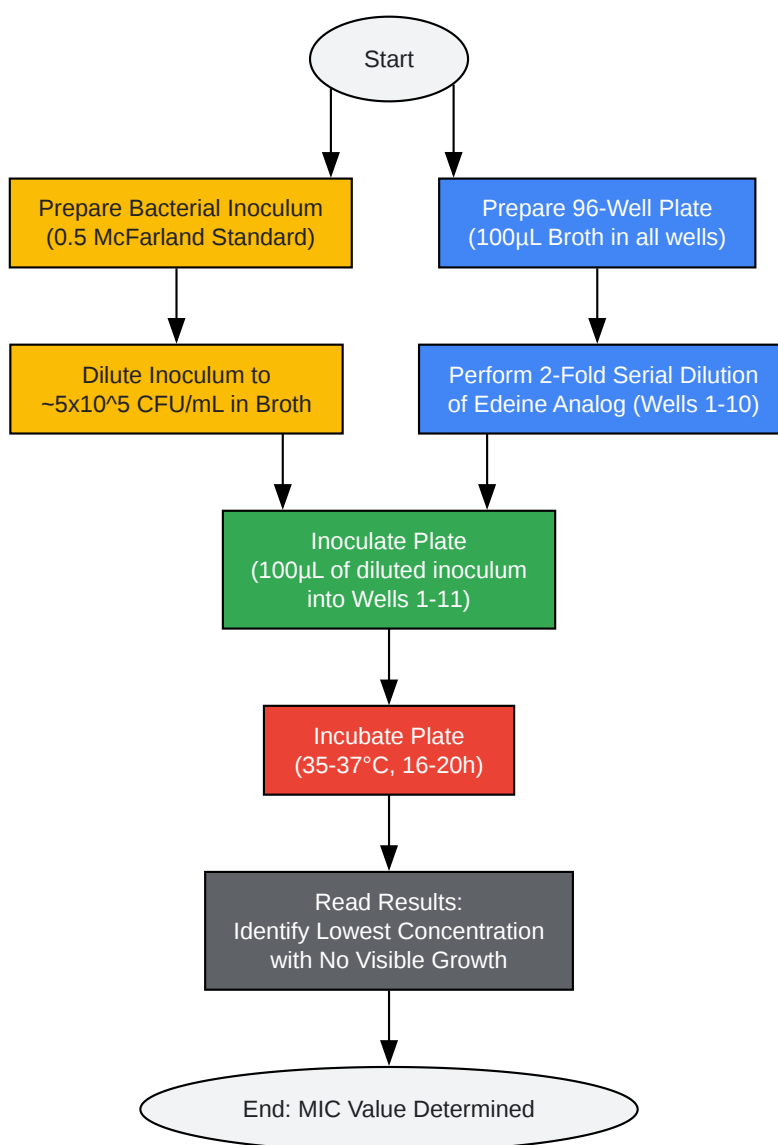 Start
Prepare Bacterial Inoculum
(0.5 McFarland Standard)
Prepare 96-Well Plate
(100µL Broth in all wells)
Dilute Inoculum to
~5x10^5 CFU/mL in Broth
Perform 2-Fold Serial Dilution
of Edeine Analog (Wells 1-10)
Inoculate Plate
(100µL of diluted inoculum
into Wells 1-11)
Incubate Plate
(35-37°C, 16-20h)
Read Results:
Identify Lowest Concentration
with No Visible Growth
End: MIC Value Determined